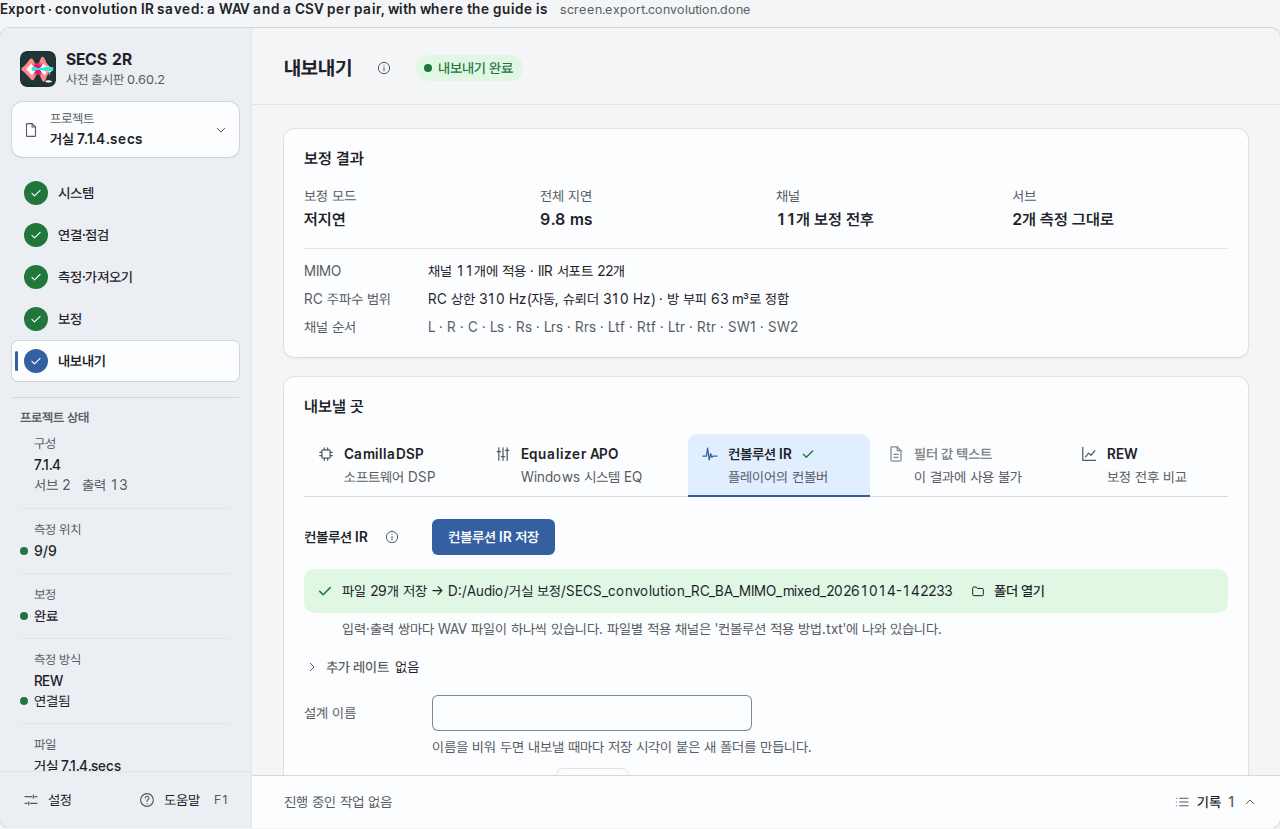 Export · convolution IR saved: a WAV and a CSV per pair, with where the guide is screen.export.convolution.done
SECS 2R
사전 출시판 0.60.2
프로젝트
거실 7.1.4.secs
시스템
연결·점검
측정·가져오기
보정
내보내기
프로젝트 상태
구성
7.1.4
서브 2 출력 13
측정 위치
9/9
보정
완료
측정 방식
REW
연결됨
파일
거실 7.1.4.secs
설정
도움말 F1
내보내기
내보내기 완료
보정 결과
보정 모드
저지연
전체 지연
9.8 ms
채널
11개 보정 전후
서브
2개 측정 그대로
MIMO 채널 11개에 적용 · IIR 서포트 22개
RC 주파수 범위 RC 상한 310 Hz(자동, 슈뢰더 310 Hz) · 방 부피 63 m³로 정합
채널 순서 L · R · C · Ls · Rs · Lrs · Rrs · Ltf · Rtf · Ltr · Rtr · SW1 · SW2
내보낼 곳
CamillaDSP
소프트웨어 DSP
Equalizer APO
Windows 시스템 EQ
컨볼루션 IR
플레이어의 컨볼버
필터 값 텍스트
이 결과에 사용 불가
REW
보정 전후 비교
컨볼루션 IR 컨볼루션 IR 저장
파일 29개 저장 → D:/Audio/거실 보정/SECS_convolution_RC_BA_MIMO_mixed_20261014-142233 폴더 열기
입력·출력 쌍마다 WAV 파일이 하나씩 있습니다. 파일별 적용 채널은 '컨볼루션 적용 방법.txt'에 나와 있습니다.
추가 레이트 없음
설계 이름
이름을 비워 두면 내보낼 때마다 저장 시각이 붙은 새 폴더를 만듭니다.
진행 중인 작업 없음
기록 1